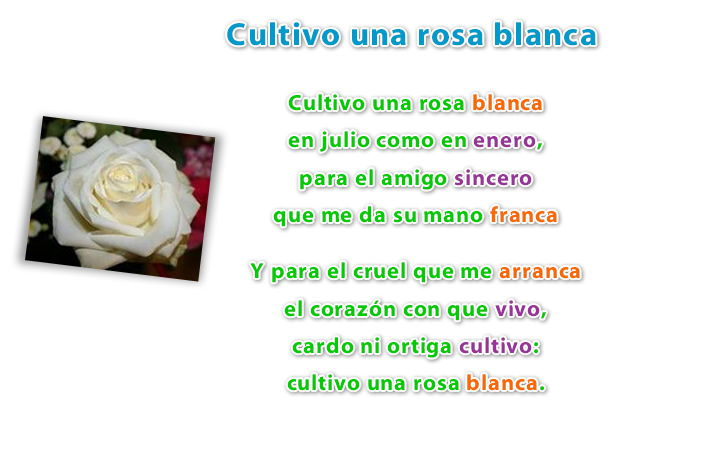 Cultivo una rosa blanca
Cultivo una rosa blanca
en julio como en enero,
para el amigo sincero
que me da su mano franca
Y para el cruel que me arranca
el corazón con que vivo,
cardo ni ortiga cultivo:
cultivo una rosa blanca.